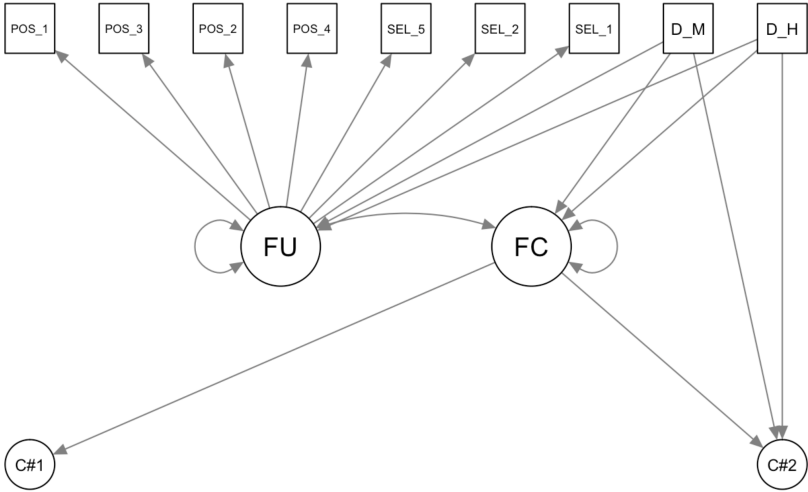 POS_1
POS_3
POS_2
POS_4
SEL_5
SEL_2
SEL_1
D_M
D_H
FU
FC
C#1
C#2